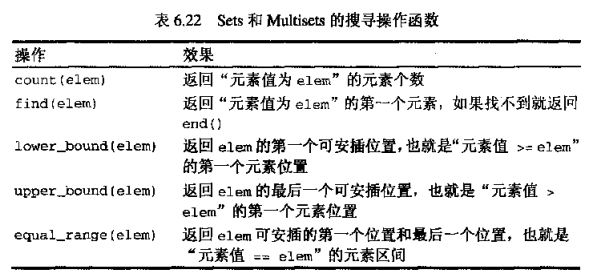 表 6.22 Sets 和 Multisets 的搜寻操作函数
操作 效果
count(elem) 返回“元素值为 elem”的元素个数
find(elem) 返回“元素值为 elem”的第一个元素，如果找不到就返回
end()
lower_bound(elem) 返回 elem 的第一个可安插位置，也就是“元素值 >= elem”
的第一个元素位置
upper_bound(elem) 返回 elem 的最后一个可安插位置，也就是“元素值 >
elem”的第一个元素位置
equal_range(elem) 返回 elem 可安插的第一个位置和最后一个位置，也就是
“元素值 == elem”的元素区间